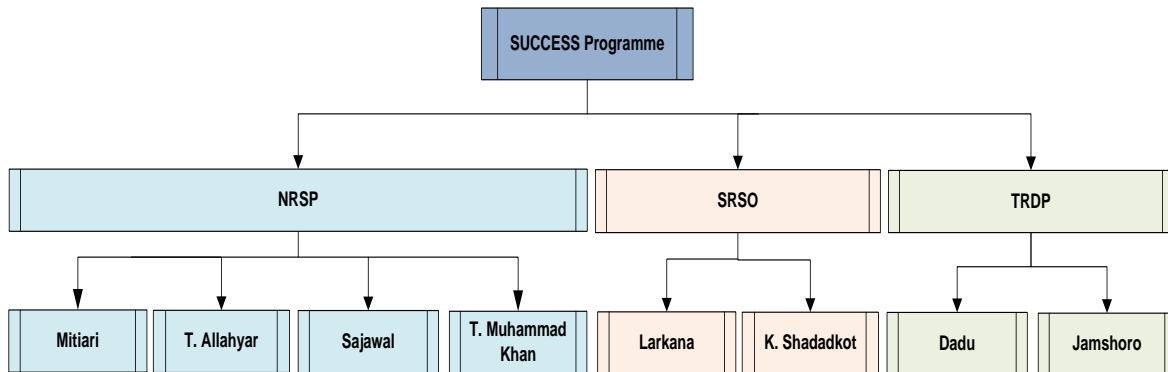 SUCCESS Programme
NRSP
SRSO
TRDP
Mitiari
T. Allahyar
Sajawal
T. Muhammad
Khan
Larkana
K. Shadadkot
Dadu
Jamshoro